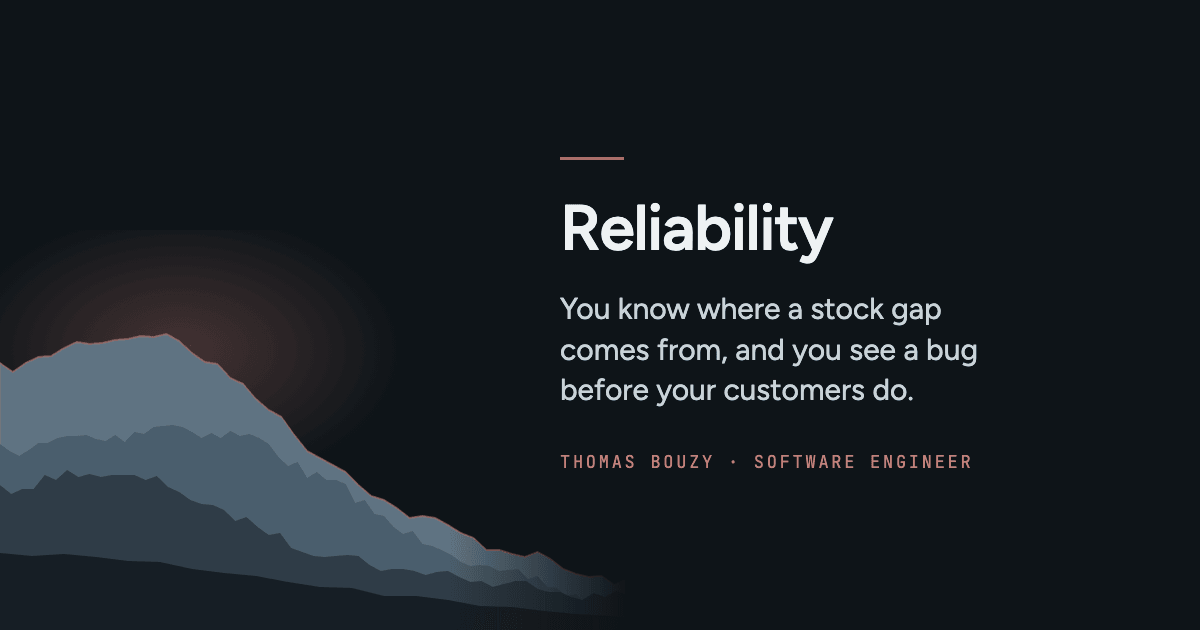 Reliability
You know where a stock gap
comes from, and you see a bug
before your customers do.
THOMAS BOUZY · SOFTWARE ENGINEER